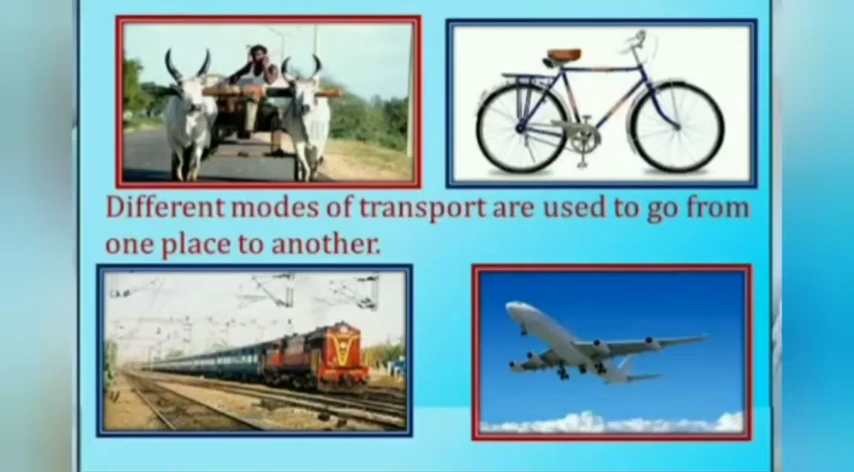 Different modes of transport are used to go from
one place to another.